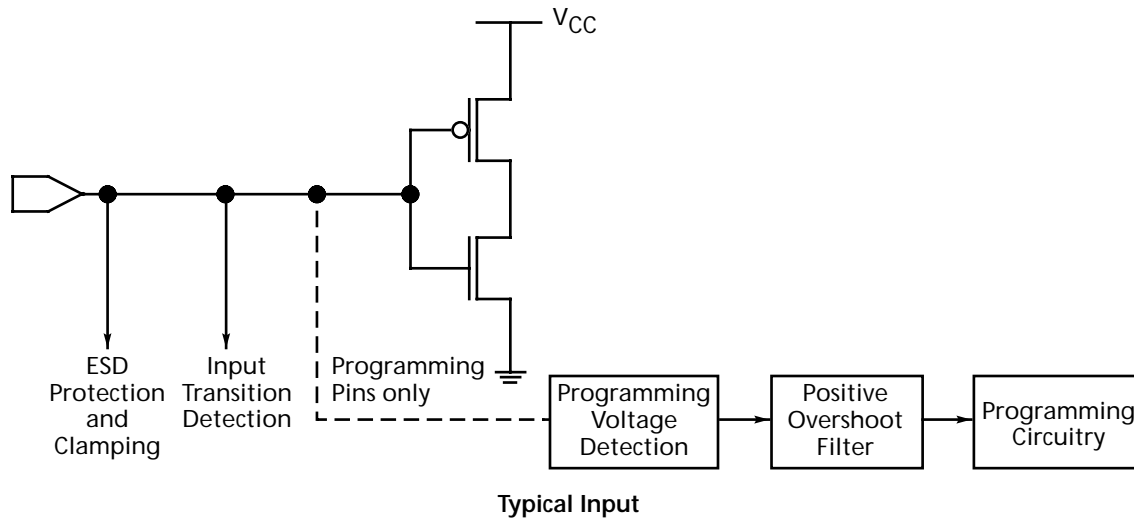 VCC
ESD
Protection
and
Clamping
Input
Transition
Detection
Programming
Pins only
Programming
Voltage
Detection
Positive
Overshoot
Filter
Programming
Circuitry
Typical Input